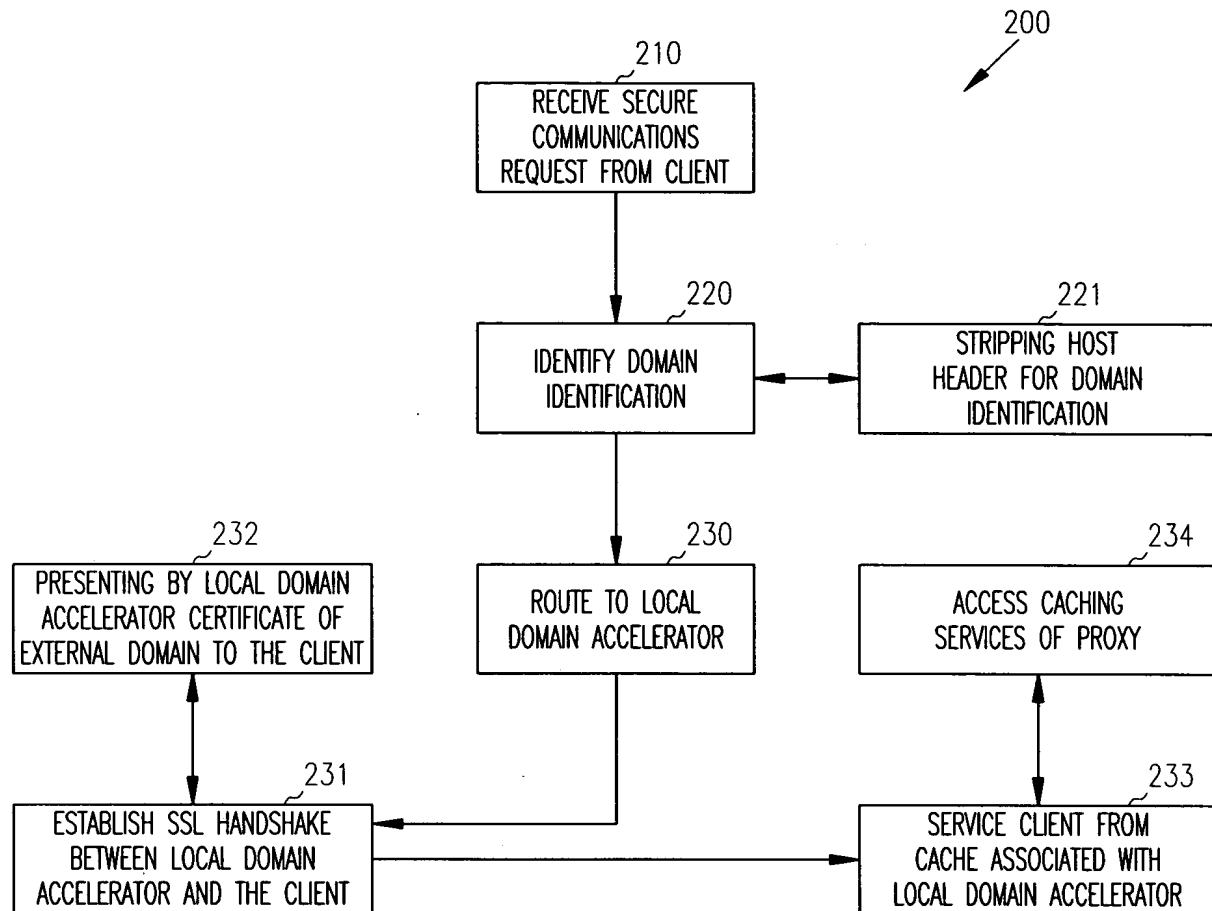 200
210
RECEIVE SECURE
COMMUNICATIONS
REQUEST FROM CLIENT
220
IDENTIFY DOMAIN
IDENTIFICATION
221
STRIPPING HOST
HEADER FOR DOMAIN
IDENTIFICATION
232
PRESENTING BY LOCAL DOMAIN
ACCELERATOR CERTIFICATE OF
EXTERNAL DOMAIN TO THE CLIENT
230
ROUTE TO LOCAL
DOMAIN ACCELERATOR
234
ACCESS CACHING
SERVICES OF PROXY
231
ESTABLISH SSL HANDSHAKE
BETWEEN LOCAL DOMAIN
ACCELERATOR AND THE CLIENT
233
SERVICE CLIENT FROM
CACHE ASSOCIATED WITH
LOCAL DOMAIN ACCELERATOR